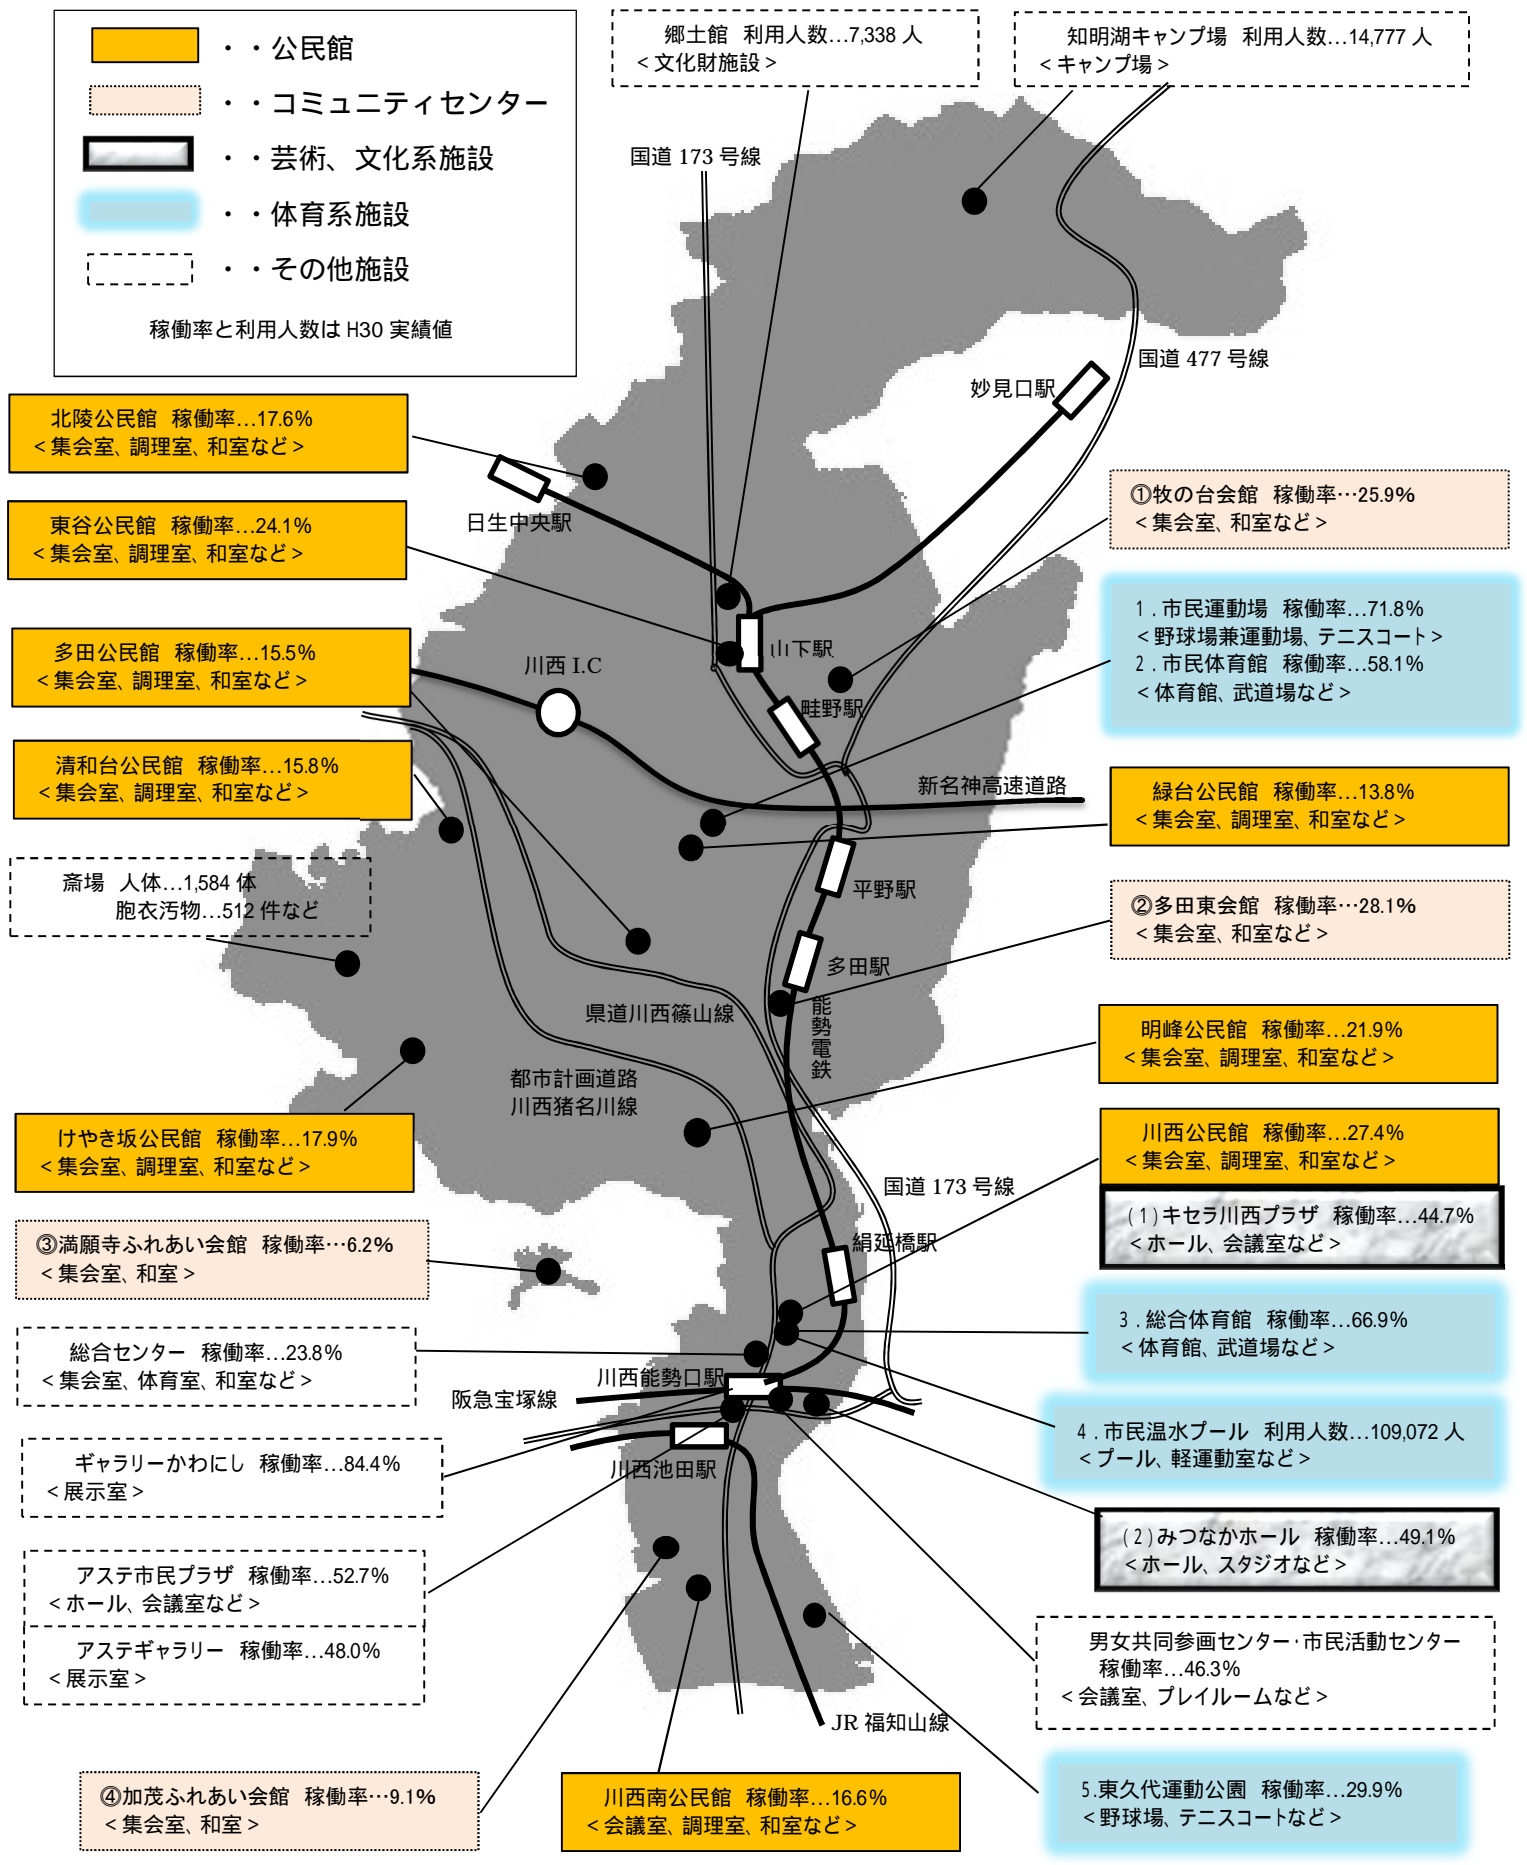 ・・公民館
・・コミュニティセンター
・・芸術、文化系施設
・・体育系施設
・・その他施設
稼働率と利用人数は H30 実績値
郷土館 利用人数…7,338 人
＜文化財施設＞
知明湖キャンプ場 利用人数…14,777 人
＜キャンプ場＞
国道 173 号線
国道 477 号線
妙見口駅
北陵公民館 稼働率…17.6%
＜集会室、調理室、和室など＞
日生中央駅
東谷公民館 稼働率…24.1%
＜集会室、調理室、和室など＞
①牧の台会館 稼働率…25.9%
＜集会室、和室など＞
1．市民運動場 稼働率…71.8%
＜野球場兼運動場、テニスコート＞
2．市民体育館 稼働率…58.1%
＜体育館、武道場など＞
多田公民館 稼働率…15.5%
＜集会室、調理室、和室など＞
川西 I.C
山下駅
畦野駅
清和台公民館 稼働率…15.8%
＜集会室、調理室、和室など＞
新名神高速道路
緑台公民館 稼働率…13.8%
＜集会室、調理室、和室など＞
斎場 人体…1,584 体
胞衣汚物…512 件など
平野駅
②多田東会館 稼働率…28.1%
＜集会室、和室など＞
多田駅
能勢電鉄
県道川西篠山線
明峰公民館 稼働率…21.9%
＜集会室、調理室、和室など＞
都市計画道路
川西猪名川線
けやき坂公民館 稼働率…17.9%
＜集会室、調理室、和室など＞
川西公民館 稼働率…27.4%
＜集会室、調理室、和室など＞
国道 173 号線
(1)キセラ川西プラザ 稼働率…44.7%
＜ホール、会議室など＞
絹延橋駅
③満願寺ふれあい会館 稼働率…6.2%
＜集会室、和室＞
3．総合体育館 稼働率…66.9%
＜体育館、武道場など＞
総合センター 稼働率…23.8%
＜集会室、体育室、和室など＞
川西能勢口駅
阪急宝塚線
4．市民温水プール 利用人数…109,072 人
＜プール、軽運動室など＞
ギャラリーかわにし 稼働率…84.4%
＜展示室＞
川西池田駅
(2)みつなかホール 稼働率…49.1%
＜ホール、スタジオなど＞
アステ市民プラザ 稼働率…52.7%
＜ホール、会議室など＞
アステギャラリー 稼働率…48.0%
＜展示室＞
男女共同参画センター・市民活動センター
稼働率…46.3%
＜会議室、プレイルームなど＞
JR 福知山線
④加茂ふれあい会館 稼働率…9.1%
＜集会室、和室＞
川西南公民館 稼働率…16.6%
＜会議室、調理室、和室など＞
5.東久代運動公園 稼働率…29.9%
＜野球場、テニスコートなど＞